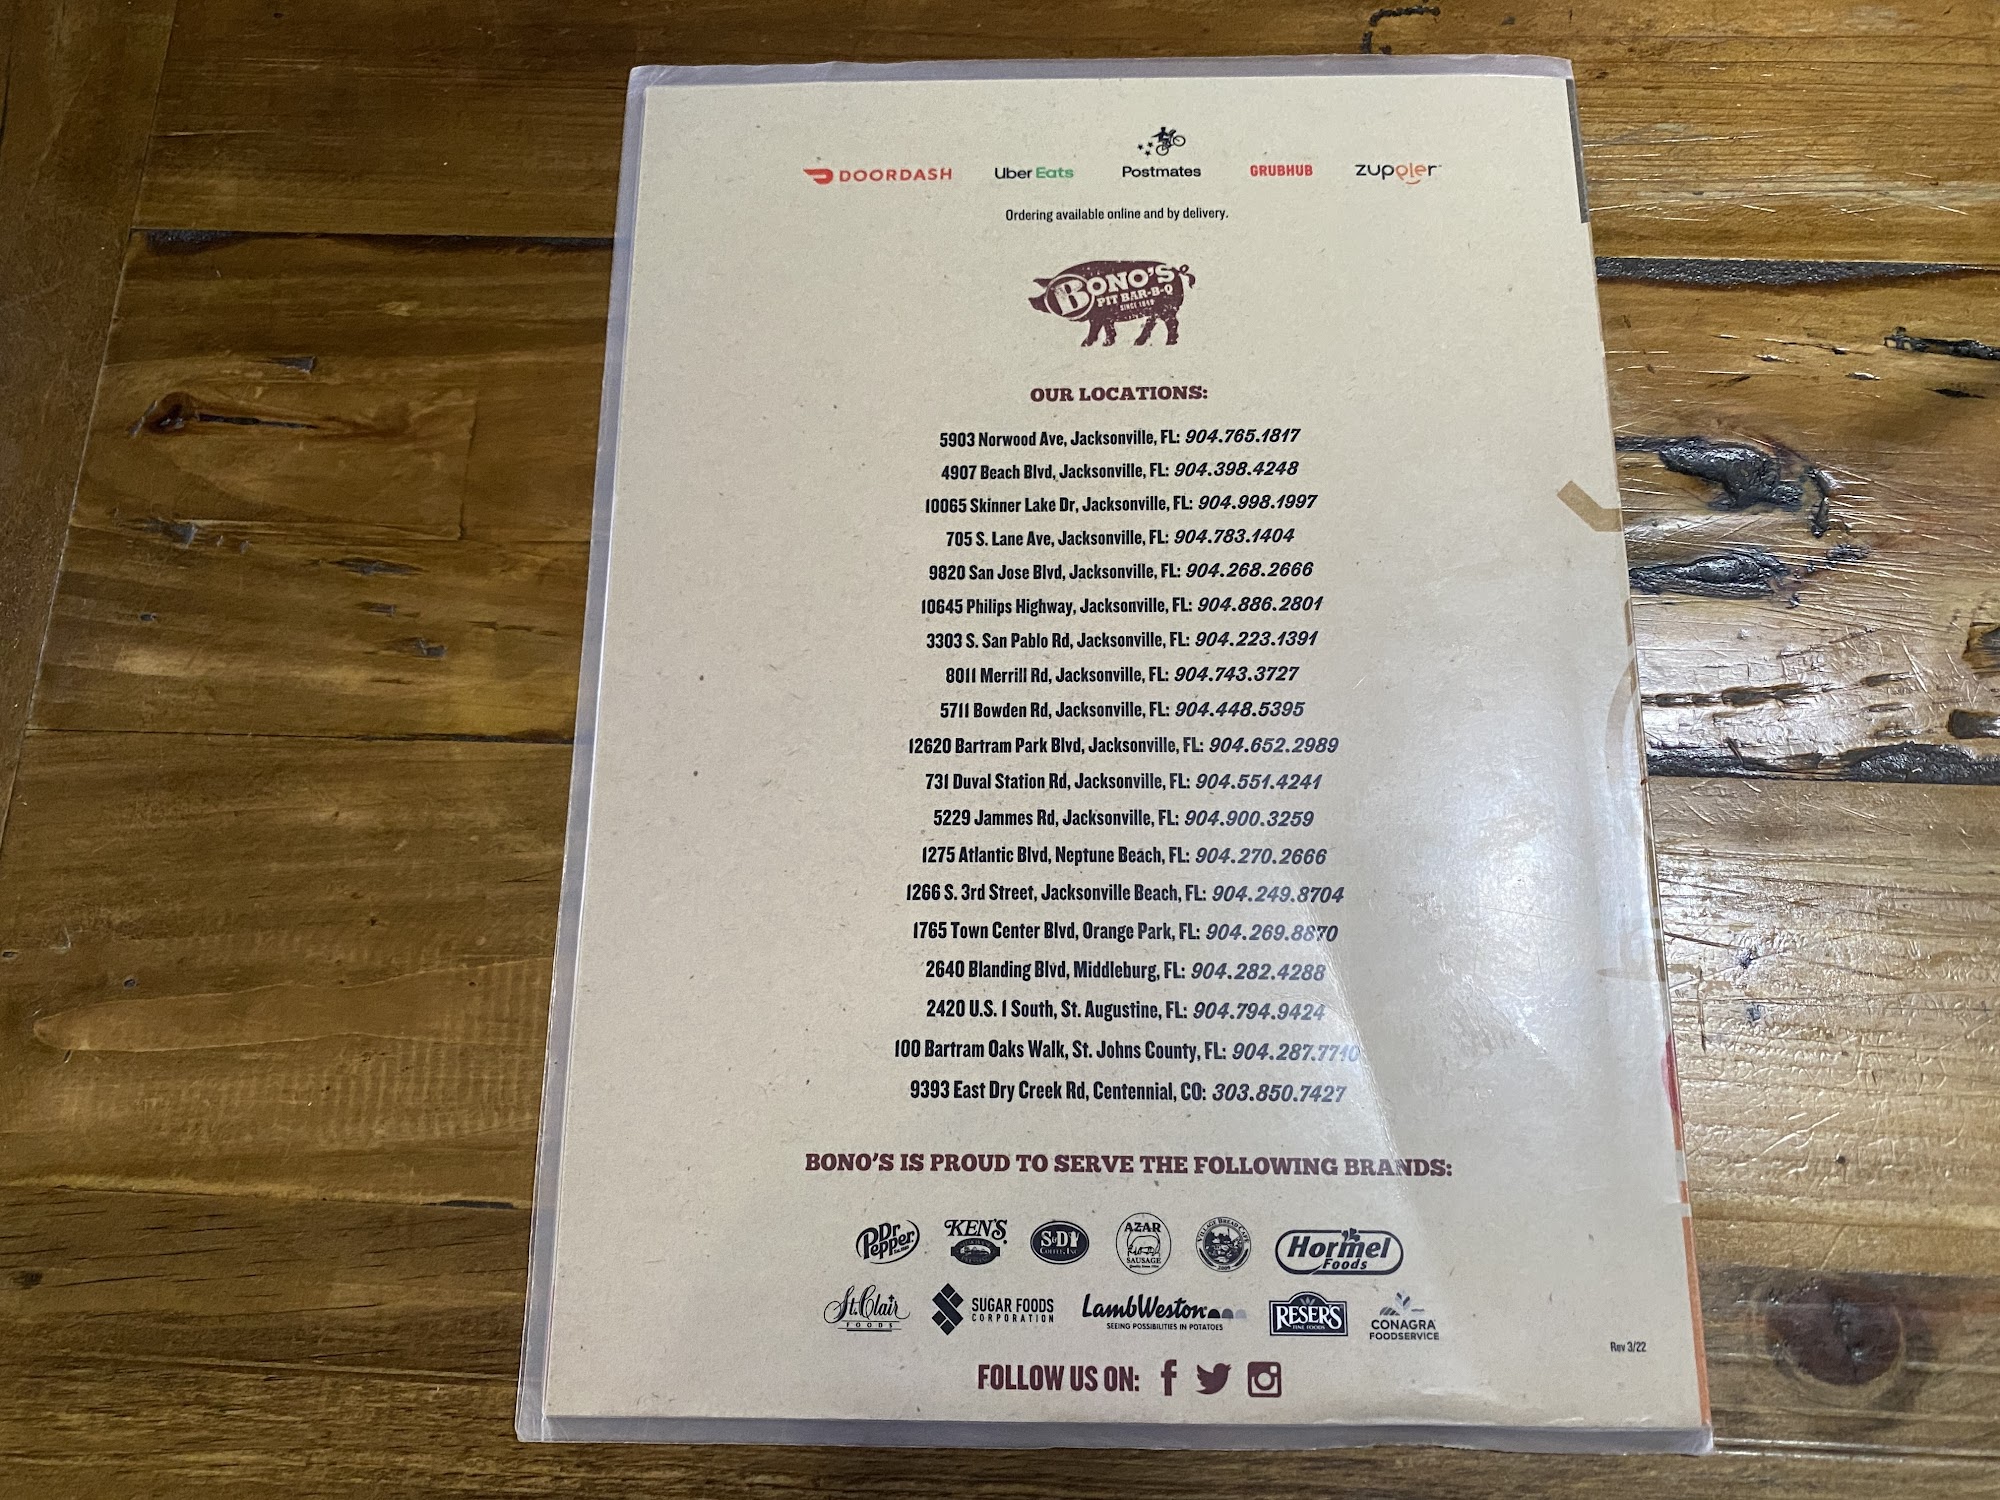 DOORDASH Uber Eats Postmates GRUBHUB zuppler
Ordering available online and by delivery.
BONO'S
PIT BAR-B-Q
SINCE 1949
OUR LOCATIONS:
5903 Norwood Ave, Jacksonville, FL: 904.765.1817
4907 Beach Blvd, Jacksonville, FL: 904.398.4248
10065 Skinner Lake Dr, Jacksonville, FL: 904.998.1997
705 S. Lane Ave, Jacksonville, FL: 904.783.1404
9820 San Jose Blvd, Jacksonville, FL: 904.268.2666
10645 Philips Highway, Jacksonville, FL: 904.886.2801
3303 S. San Pablo Rd, Jacksonville, FL: 904.223.1391
8011 Merrill Rd, Jacksonville, FL: 904.743.3727
5711 Bowden Rd, Jacksonville, FL: 904.448.5395
12620 Bartram Park Blvd, Jacksonville, FL: 904.652.2989
731 Duval Station Rd, Jacksonville, FL: 904.551.4241
5229 Jammes Rd, Jacksonville, FL: 904.900.3259
1275 Atlantic Blvd, Neptune Beach, FL: 904.270.2666
1266 S. 3rd Street, Jacksonville Beach, FL: 904.249.8704
1765 Town Center Blvd, Orange Park, FL: 904.269.8870
2640 Blanding Blvd, Middleburg, FL: 904.282.4288
2420 U.S. 1 South, St. Augustine, FL: 904.794.9424
100 Bartram Oaks Walk, St. Johns County, FL: 904.287.7710
9393 East Dry Creek Rd, Centennial, CO: 303.850.7427
BONO'S IS PROUD TO SERVE THE FOLLOWING BRANDS:
Dr Pepper KEN'S S&D COFFEE, INC AZAR SAUSAGE VILLAGE BREAD CAFE Hormel Foods
St. Clair FOODS SUGAR FOODS CORPORATION LambWeston SEEING POSSIBILITIES IN POTATOES RESER'S FINE FOODS CONAGRA FOODSERVICE
Rev 3/22
FOLLOW US ON: